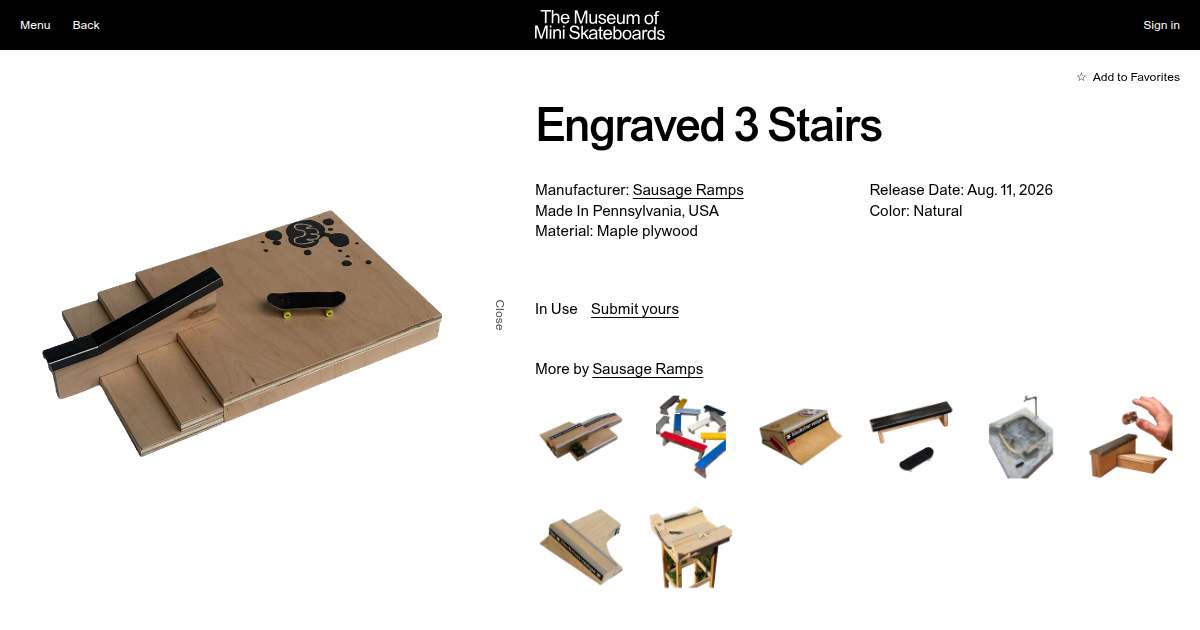 Menu
Back
The Museum of
Mini Skateboards
Sign in
☆ Add to Favorites
Engraved 3 Stairs
Manufacturer: Sausage Ramps
Made In Pennsylvania, USA
Material: Maple plywood
Release Date: Aug. 11, 2026
Color: Natural
Close
In Use
Submit yours
More by Sausage Ramps